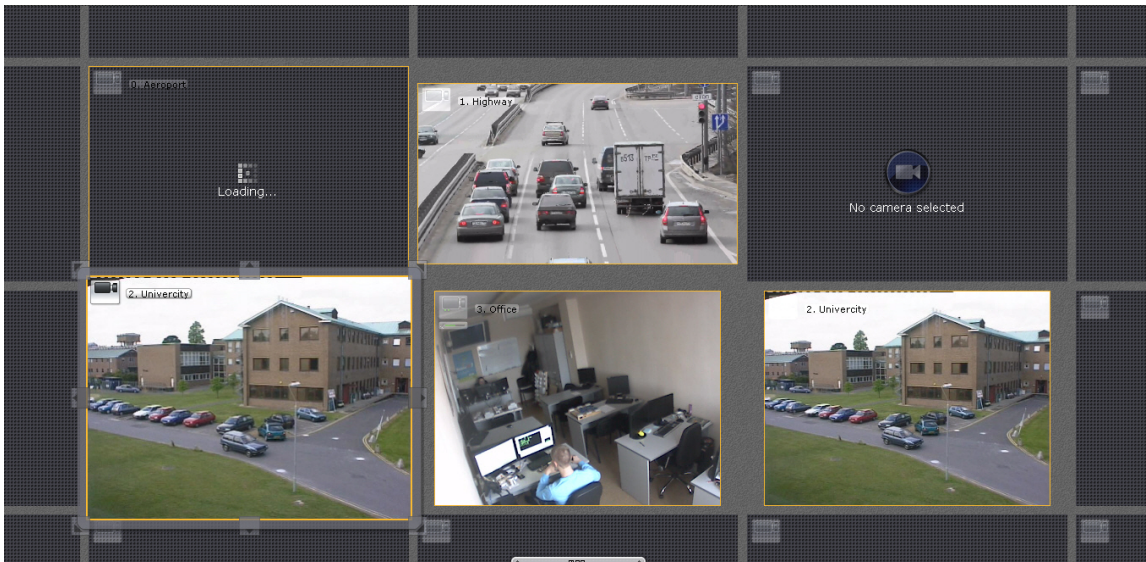 0. Aeroport
1. Highway
Loading...
No camera selected
2. Univercity
3. Office
2. Univercity